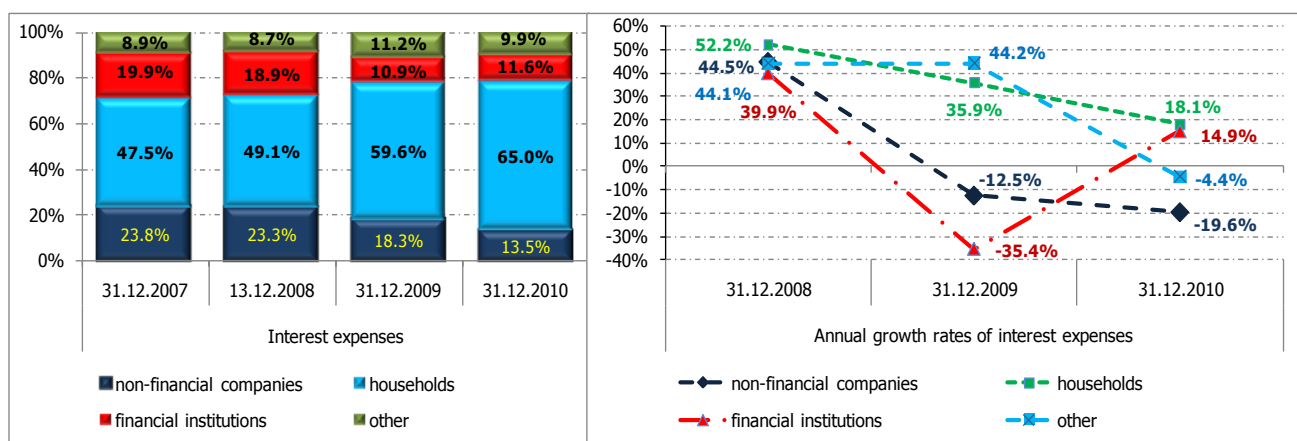 100%
80%
60%
40%
20%
0%
8.9% 8.7% 11.2% 9.9%
19.9% 18.9% 10.9% 11.6%
47.5% 49.1% 59.6% 65.0%
23.8% 23.3% 18.3% 13.5%
31.12.2007 13.12.2008 31.12.2009 31.12.2010
Interest expenses
non-financial companies households
financial institutions other
60%
50%
40%
30%
20%
10%
0%
-10%
-20%
-30%
-40%
52.2% 44.2%
44.5%
44.1%
39.9% 35.9% 18.1%
14.9%
-12.5% -4.4%
-19.6%
-35.4%
31.12.2008 31.12.2009 31.12.2010
Annual growth rates of interest expenses
non-financial companies households
financial institutions other